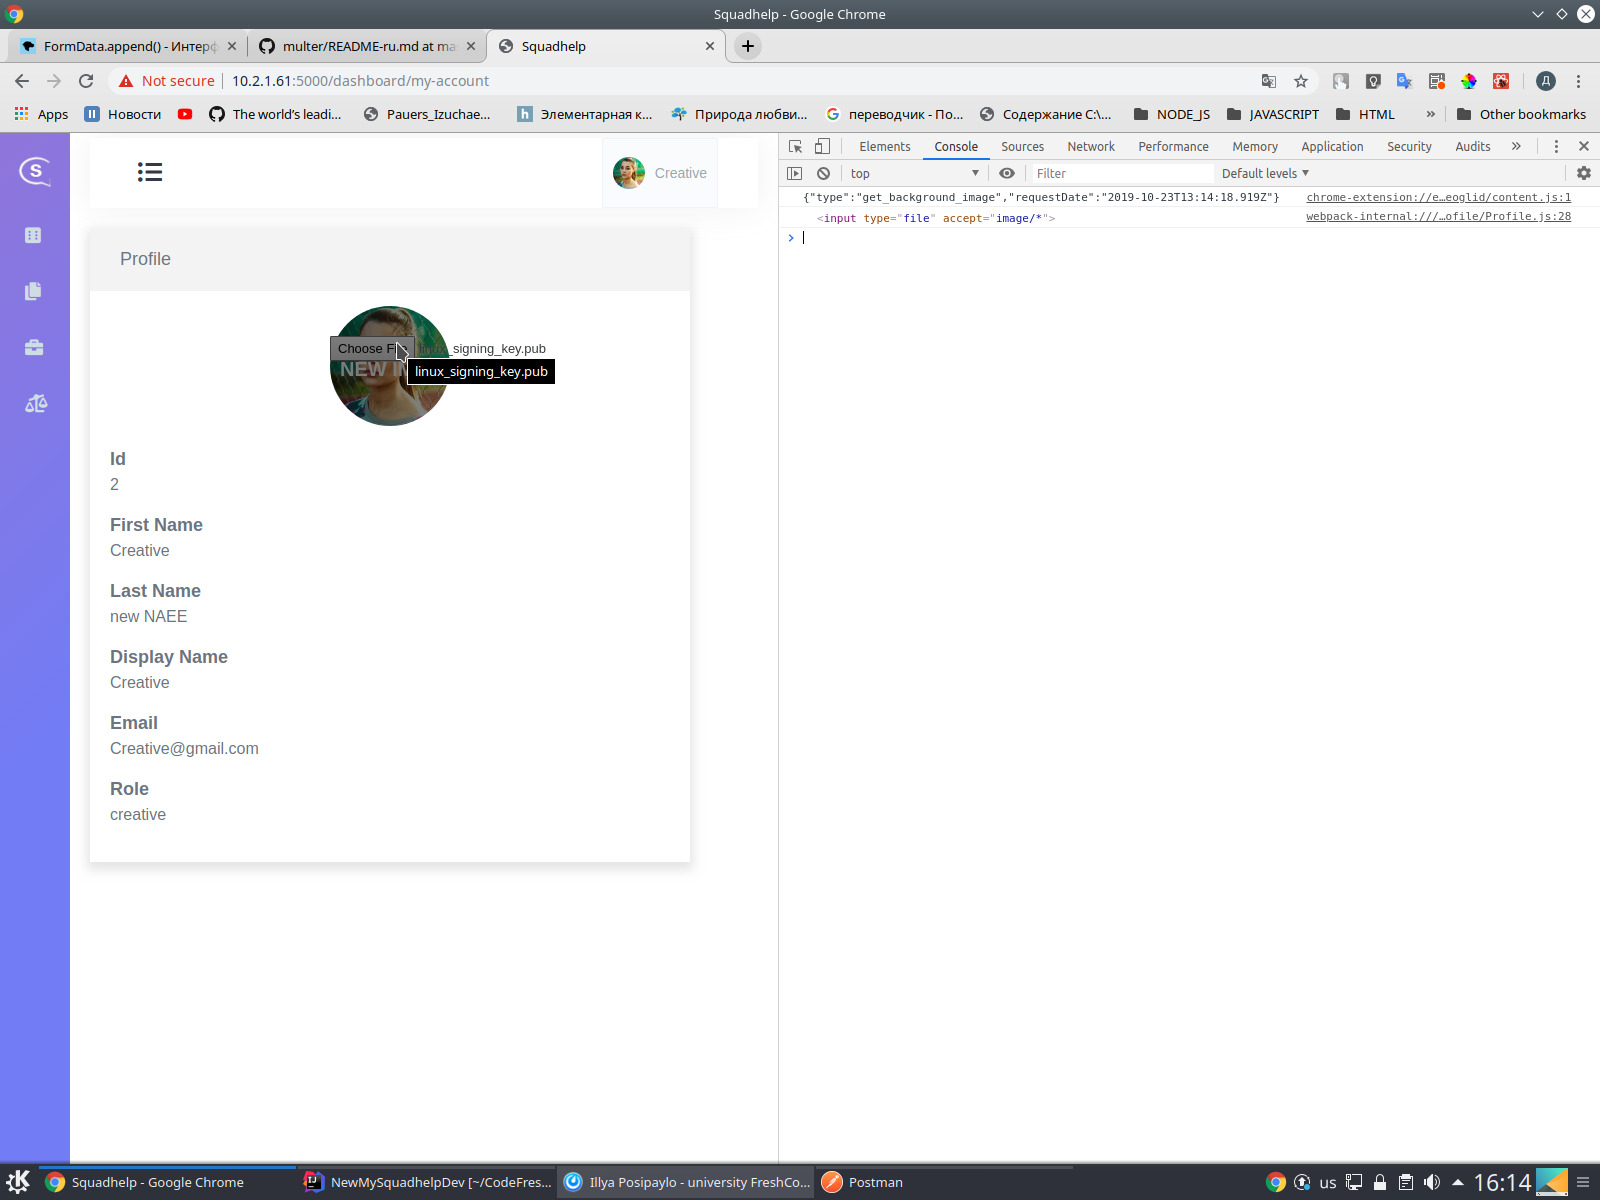 Squadhelp - Google Chrome
FormData.append() - Интерф
multer/README-ru.md at ma
Squadhelp
Not secure
10.2.1.61:5000/dashboard/my-account
Д
Apps
Новости
The world's leadi...
Pauers_Izuchae...
h
Элементарная к...
Природа любви...
переводчик - По...
Содержание C:\...
NODE_JS
JAVASCRIPT
HTML
»
Other bookmarks
S
Creative
Elements
Console
Sources
Network
Performance
Memory
Application
Security
Audits
»
top
Filter
Default levels
{"type":"get_background_image","requestDate":"2019-10-23T13:14:18.919Z"}
chrome-extension://e…eoglid/content.js:1
<input type="file" accept="image/*">
webpack-internal:///…ofile/Profile.js:28
Profile
Choose Fi
_signing_key.pub
NEW I
linux_signing_key.pub
Id
2
First Name
Creative
Last Name
new NAEE
Display Name
Creative
Email
Creative@gmail.com
Role
creative
Squadhelp - Google Chrome
IJ
NewMySquadhelpDev [~/CodeFres...
Illya Posipaylo - university FreshCo...
Postman
us
16:14